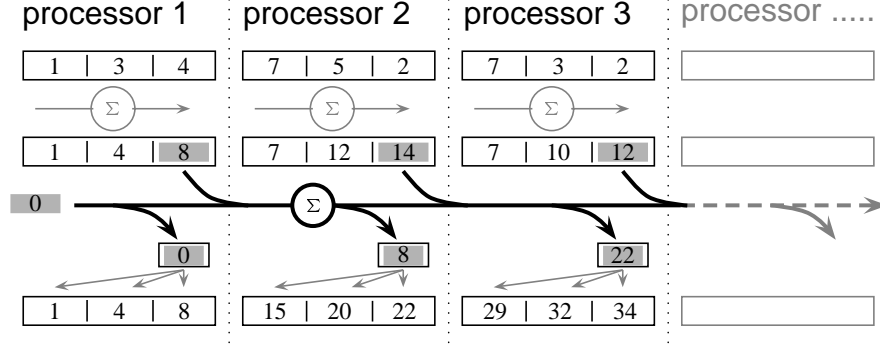 processor 1 processor 2 processor 3 processor .....
1 | 3 | 4 7 | 5 | 2 7 | 3 | 2
Σ Σ Σ
1 | 4 | 8 7 | 12 | 14 7 | 10 | 12
0 Σ
0 8 22
1 | 4 | 8 15 | 20 | 22 29 | 32 | 34